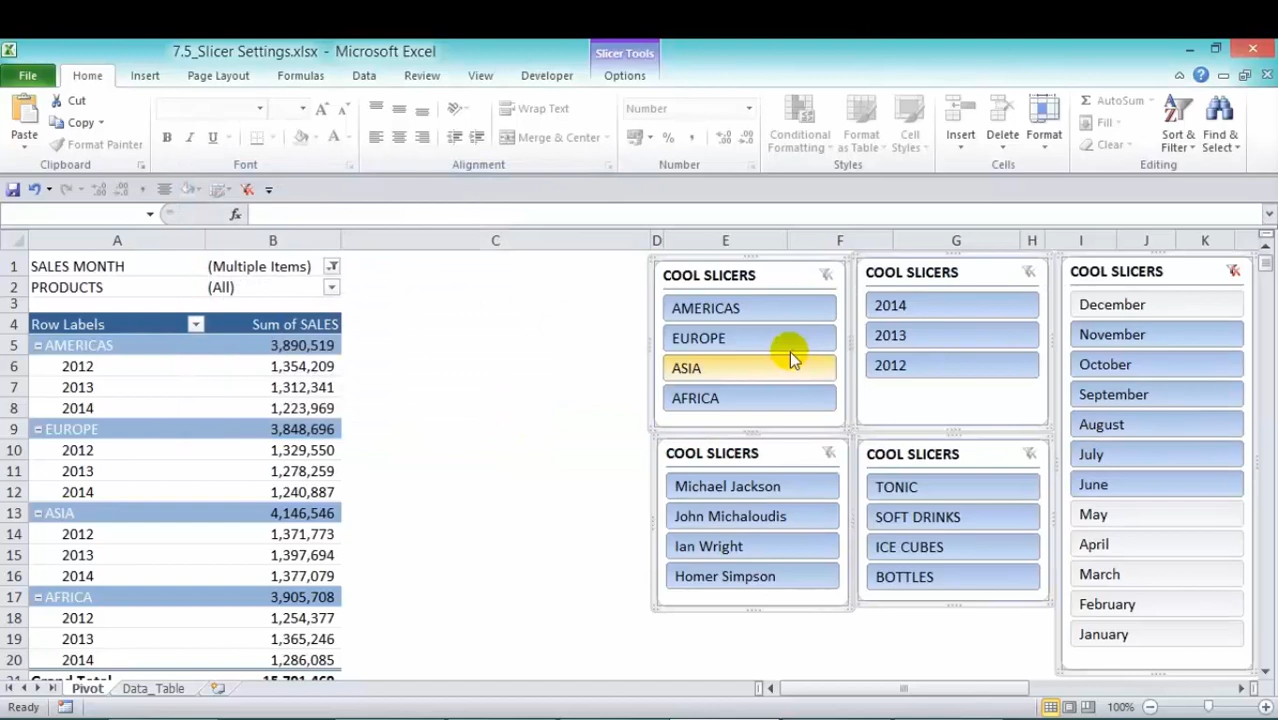 7.5_Slicer Settings.xlsx - Microsoft Excel
Slicer Tools
File Home Insert Page Layout Formulas Data Review View Developer Options
Paste
Cut
Copy
Format Painter
Clipboard
B I U A
Font
Wrap Text
Merge & Center
Alignment
Number
%
Number
Conditional Formatting
Format as Table
Cell Styles
Styles
Insert
Delete
Format
Cells
AutoSum
Fill
Clear
Sort & Filter
Find & Select
Editing
fx
A B C D E F G H I J K
1 SALES MONTH (Multiple Items)
2 PRODUCTS (All)
3
4 Row Labels Sum of SALES
5 AMERICAS 3,890,519
6 2012 1,354,209
7 2013 1,312,341
8 2014 1,223,969
9 EUROPE 3,848,696
10 2012 1,329,550
11 2013 1,278,259
12 2014 1,240,887
13 ASIA 4,146,546
14 2012 1,371,773
15 2013 1,397,694
16 2014 1,377,079
17 AFRICA 3,905,708
18 2012 1,254,377
19 2013 1,365,246
20 2014 1,286,085
COOL SLICERS
AMERICAS
EUROPE
ASIA
AFRICA
COOL SLICERS
2014
2013
2012
COOL SLICERS
December
November
October
September
August
July
June
May
April
March
February
January
COOL SLICERS
Michael Jackson
John Michaloudis
Ian Wright
Homer Simpson
COOL SLICERS
TONIC
SOFT DRINKS
ICE CUBES
BOTTLES
Pivot Data_Table
Ready
100%